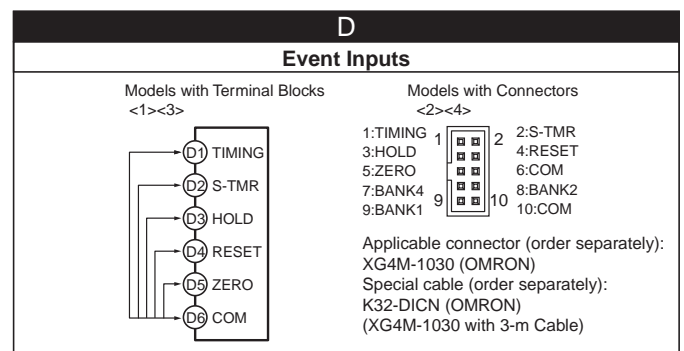 D
Event Inputs
Models with Terminal Blocks
<1><3>
D1 TIMING
D2 S-TMR
D3 HOLD
D4 RESET
D5 ZERO
D6 COM
Models with Connectors
<2><4>
1:TIMING 1 2 2:S-TMR
3:HOLD 4:RESET
5:ZERO 6:COM
7:BANK4 8:BANK2
9:BANK1 9 10 10:COM
Applicable connector (order separately):
XG4M-1030 (OMRON)
Special cable (order separately):
K32-DICN (OMRON)
(XG4M-1030 with 3-m Cable)